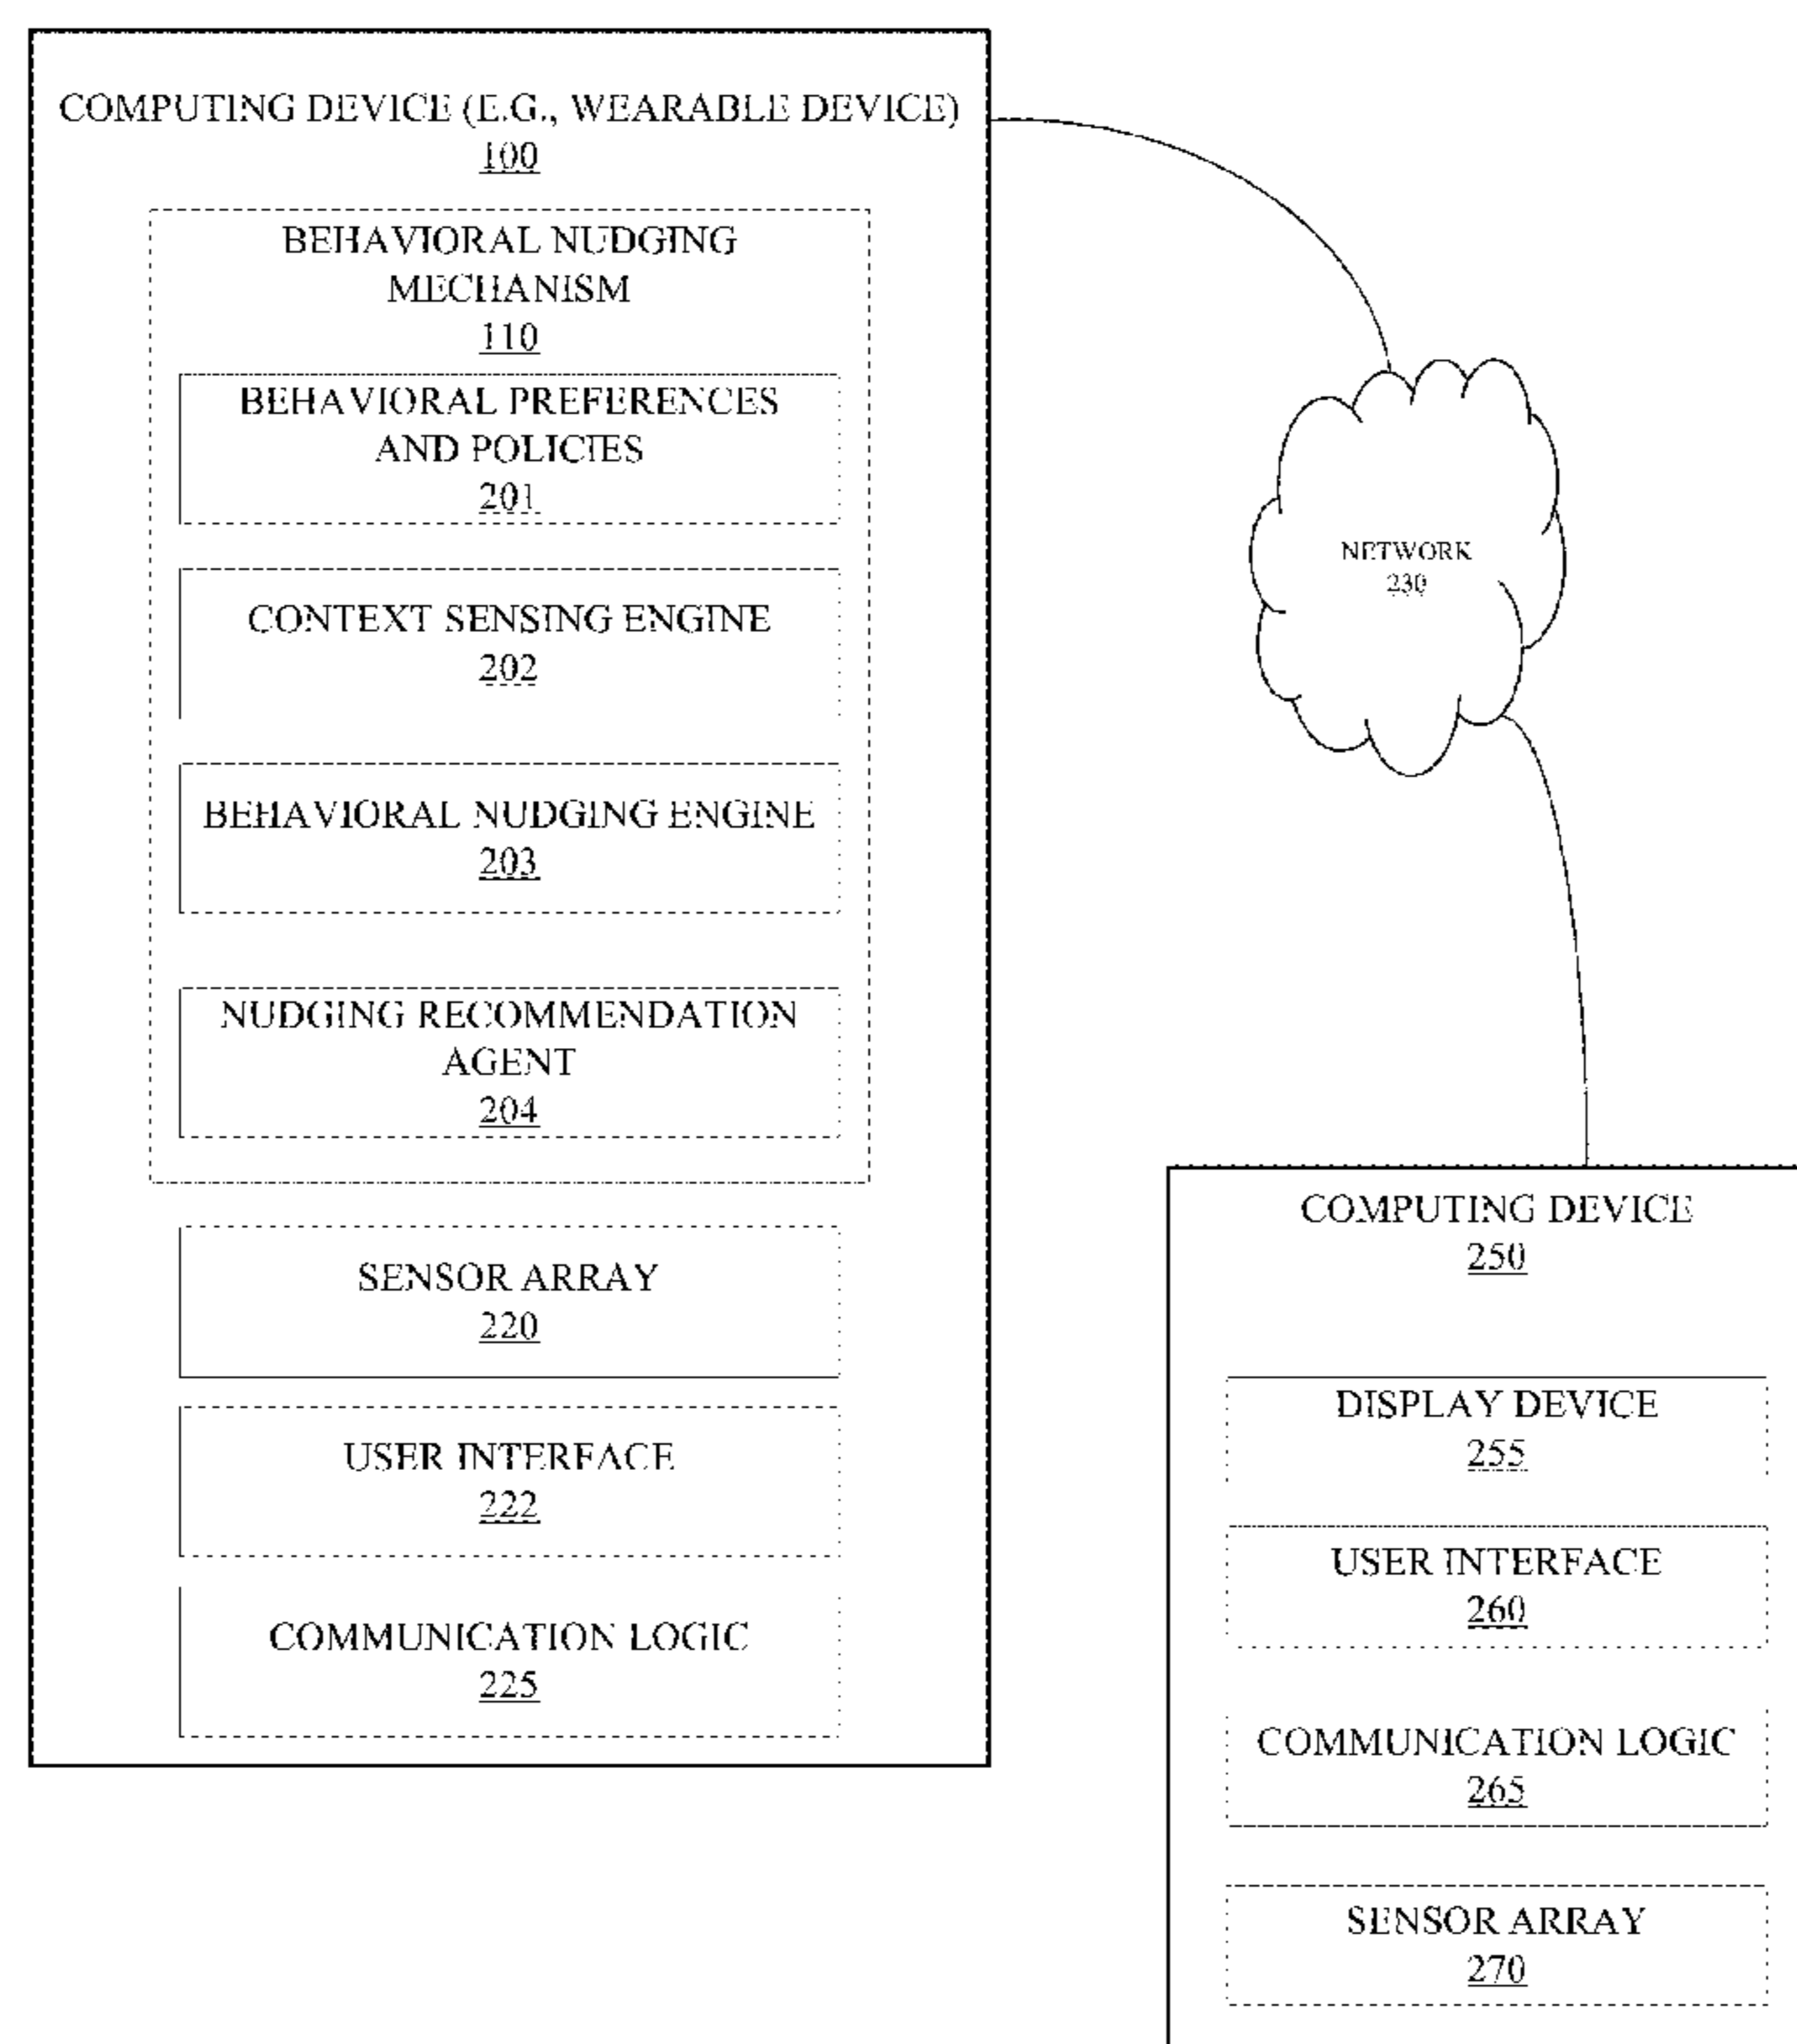 COMPUTING DEVICE (E.G., WEARABLE DEVICE)
100
BEHAVIORAL NUDGING
MECHANISM
110
BEHAVIORAL PREFERENCES
AND POLICIES
201
CONTEXT SENSING ENGINE
202
BEHAVIORAL NUDGING ENGINE
203
NUDGING RECOMMENDATION
AGENT
204
SENSOR ARRAY
220
USER INTERFACE
222
COMMUNICATION LOGIC
225
NETWORK
230
COMPUTING DEVICE
250
DISPLAY DEVICE
255
USER INTERFACE
260
COMMUNICATION LOGIC
265
SENSOR ARRAY
270